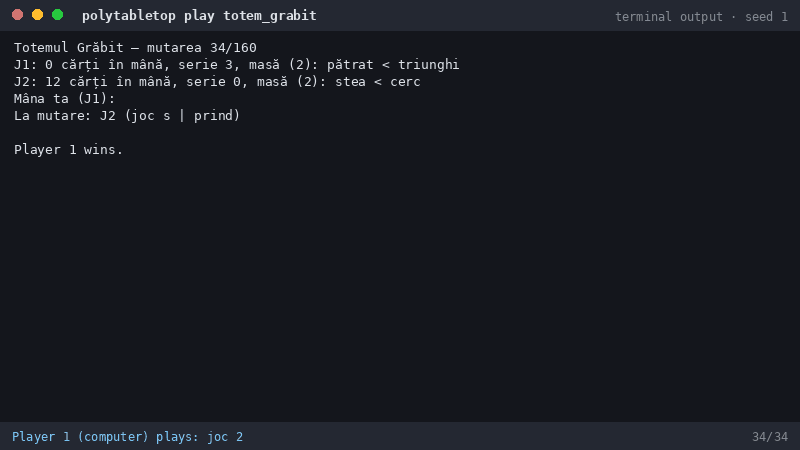 polytabletop play totem_grabit
terminal output · seed 1
Totemul Grăbit — mutarea 34/160
J1: 0 cărți în mână, serie 3, masă (2): pătrat < triunghi
J2: 12 cărți în mână, serie 0, masă (2): stea < cerc
Mâna ta (J1):
La mutare: J2 (joc s | prind)
Player 1 wins.
Player 1 (computer) plays: joc 2
34/34